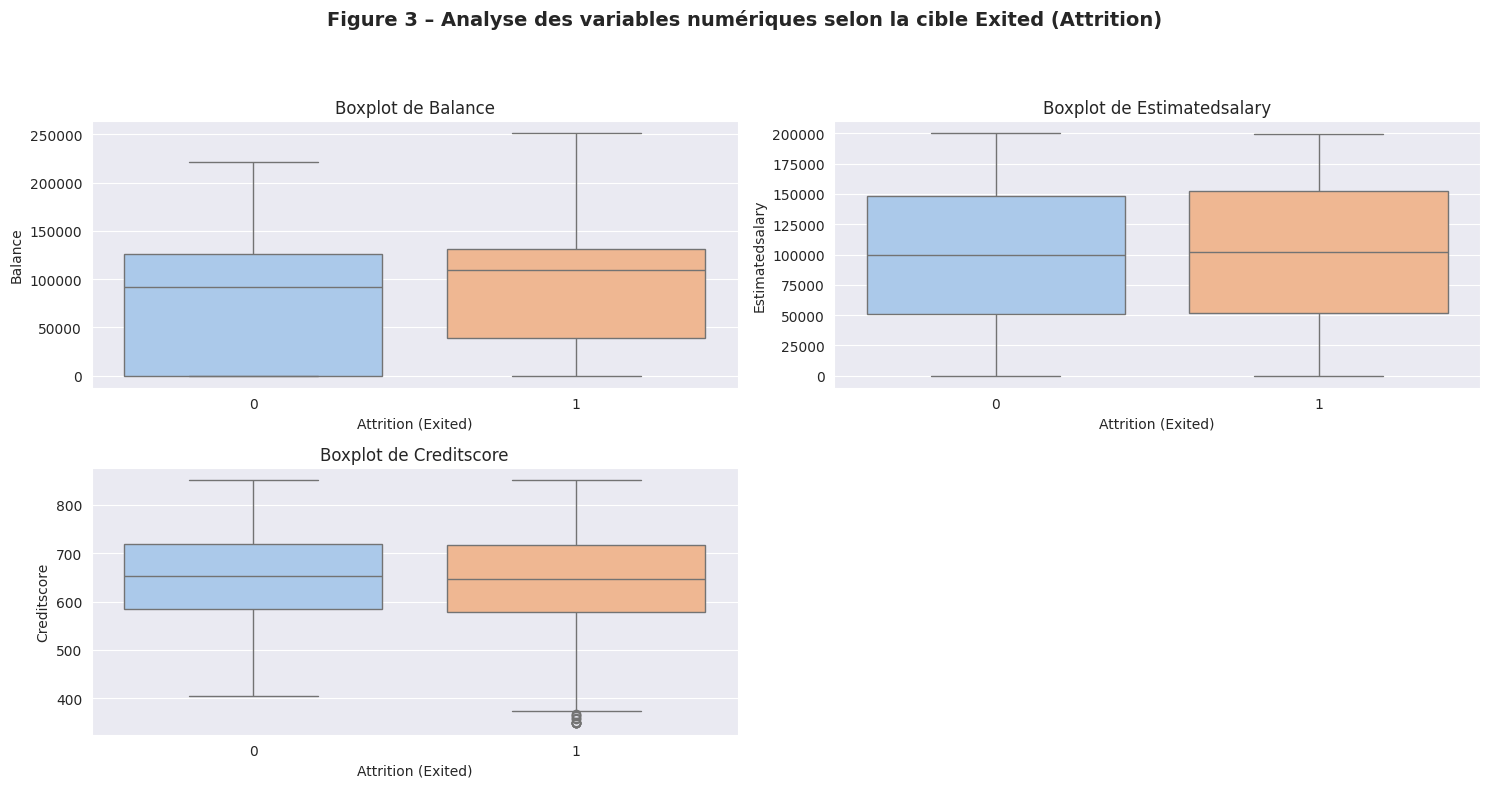 Figure 3 – Analyse des variables numériques selon la cible Exited (Attrition)
Boxplot de Balance
250000
200000
150000
100000
50000
0
Balance
0 1
Attrition (Exited)
Boxplot de Estimatedsalary
200000
175000
150000
125000
100000
75000
50000
25000
0
Estimatedsalary
0 1
Attrition (Exited)
Boxplot de Creditscore
800
700
600
500
400
Creditscore
0 1
Attrition (Exited)